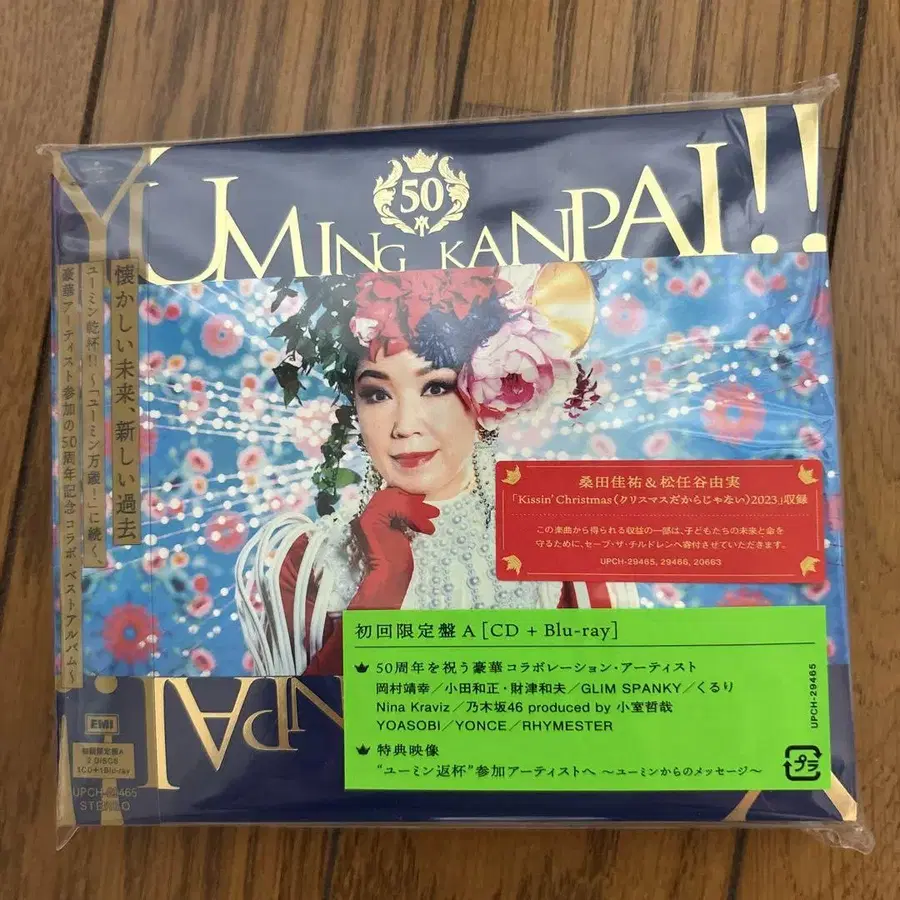 YUMING KANPAI!!
50
懐かしい未来、新しい過去
ユーミン乾杯!!〜「ユーミン万歳!」に続く、
豪華アーティスト参加の50周年記念コラボ・ベストアルバム〜
桑田佳祐&松任谷由実
「Kissin' Christmas(クリスマスだからじゃない)2023」収録
この楽曲から得られる収益の一部は、子どもたちの未来と命を
守るために、セーブ・ザ・チルドレンへ寄付させていただきます。
UPCH-29465, 29466, 20663
初回限定盤 A [CD + Blu-ray]
50周年を祝う豪華コラボレーション・アーティスト
岡村靖幸/小田和正・財津和夫/GLIM SPANKY/くるり
Nina Kraviz/乃木坂46 produced by 小室哲哉
YOASOBI/YONCE/RHYMESTER
特典映像
"ユーミン返杯"参加アーティストへ 〜ユーミンからのメッセージ〜
UPCH-29465
プラ
EMI
初回限定盤A
2 DISCS
1CD+1Blu-ray
UPCH-29465
STEREO
NPAI